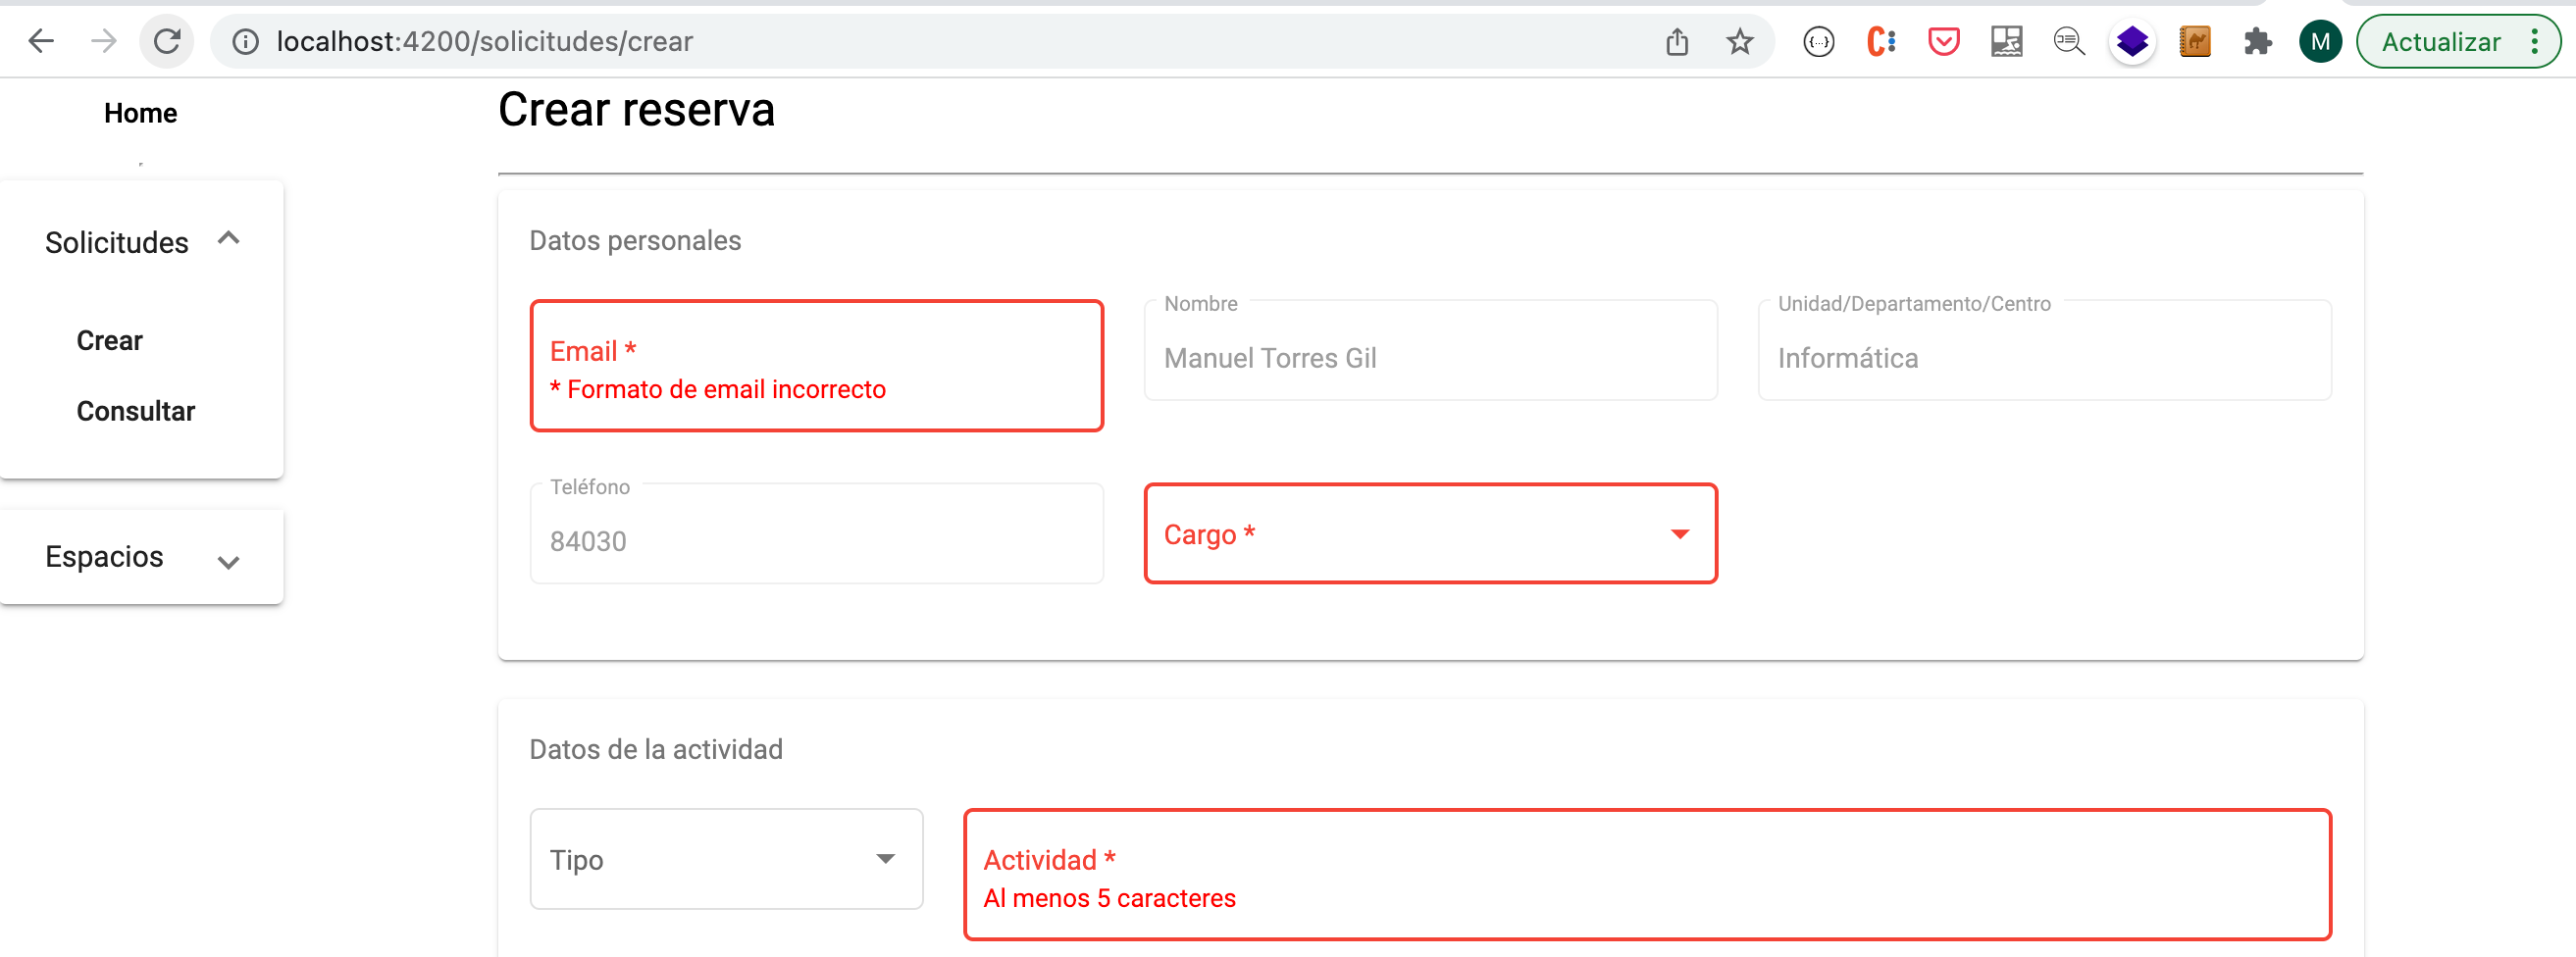 localhost:4200/solicitudes/crear
M
Actualizar
Home
Crear reserva
Solicitudes
Crear
Consultar
Espacios
Datos personales
Email *
* Formato de email incorrecto
Nombre
Manuel Torres Gil
Unidad/Departamento/Centro
Informática
Teléfono
84030
Cargo *
Datos de la actividad
Tipo
Actividad *
Al menos 5 caracteres